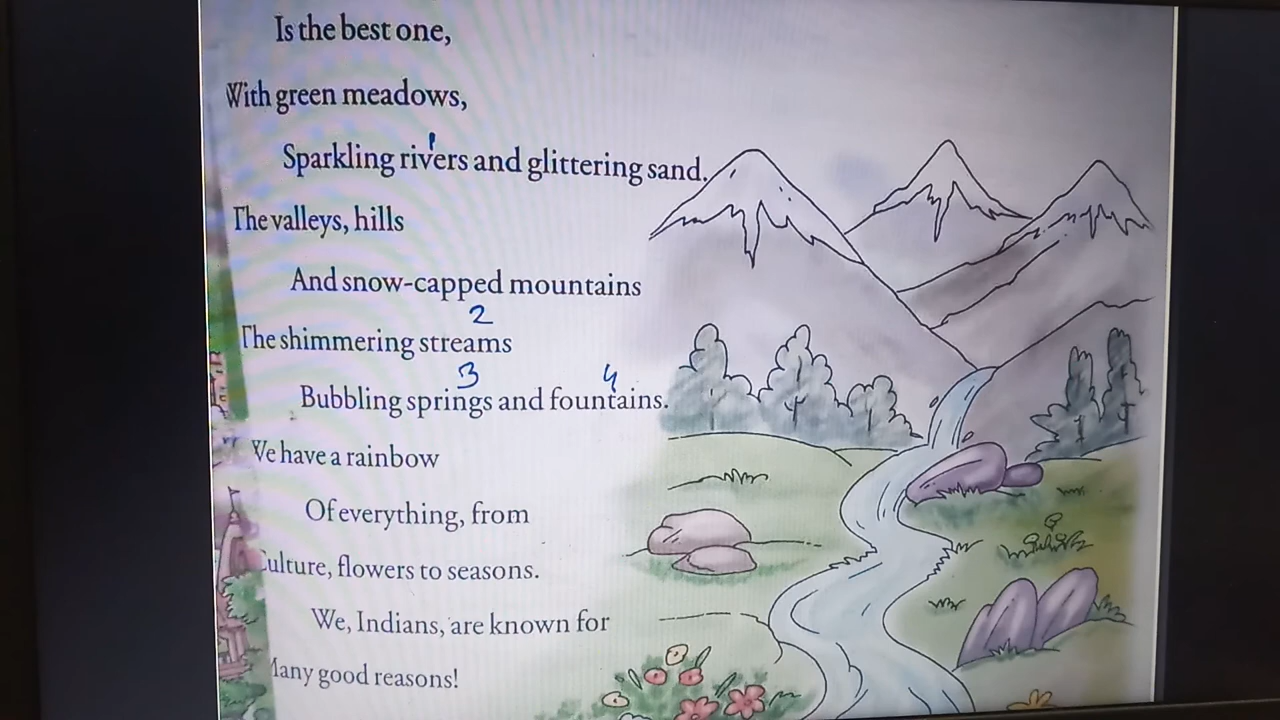 Is the best one,
With green meadows,
1
Sparkling rivers and glittering sand.
The valleys, hills
And snow-capped mountains
2
The shimmering streams
3 4
Bubbling springs and fountains.
We have a rainbow
Of everything, from
Culture, flowers to seasons.
We, Indians, are known for
Many good reasons!